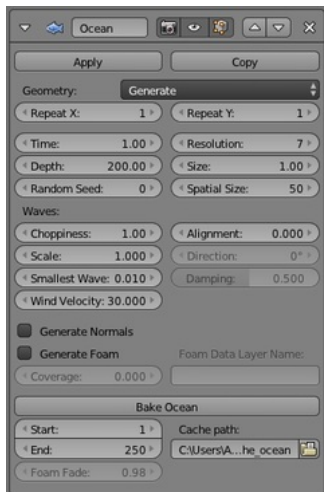 Ocean
Apply Copy
Geometry: Generate
Repeat X: 1 Repeat Y: 1
Time: 1.00 Resolution: 7
Depth: 200.00 Size: 1.00
Random Seed: 0 Spatial Size: 50
Waves:
Choppiness: 1.00 Alignment: 0.000
Scale: 1.000 Direction: 0°
Smallest Wave: 0.010 Damping: 0.500
Wind Velocity: 30.000
Generate Normals
Generate Foam Foam Data Layer Name:
Coverage: 0.000
Bake Ocean
Start: 1 Cache path:
End: 250 C:\Users\A...he_ocean
Foam Fade: 0.98